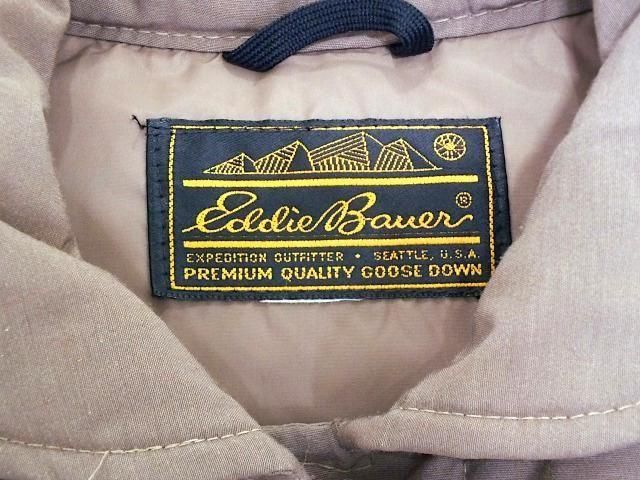 Eddie Bauer ®
EXPEDITION OUTFITTER • SEATTLE, U.S.A.
PREMIUM QUALITY GOOSE DOWN